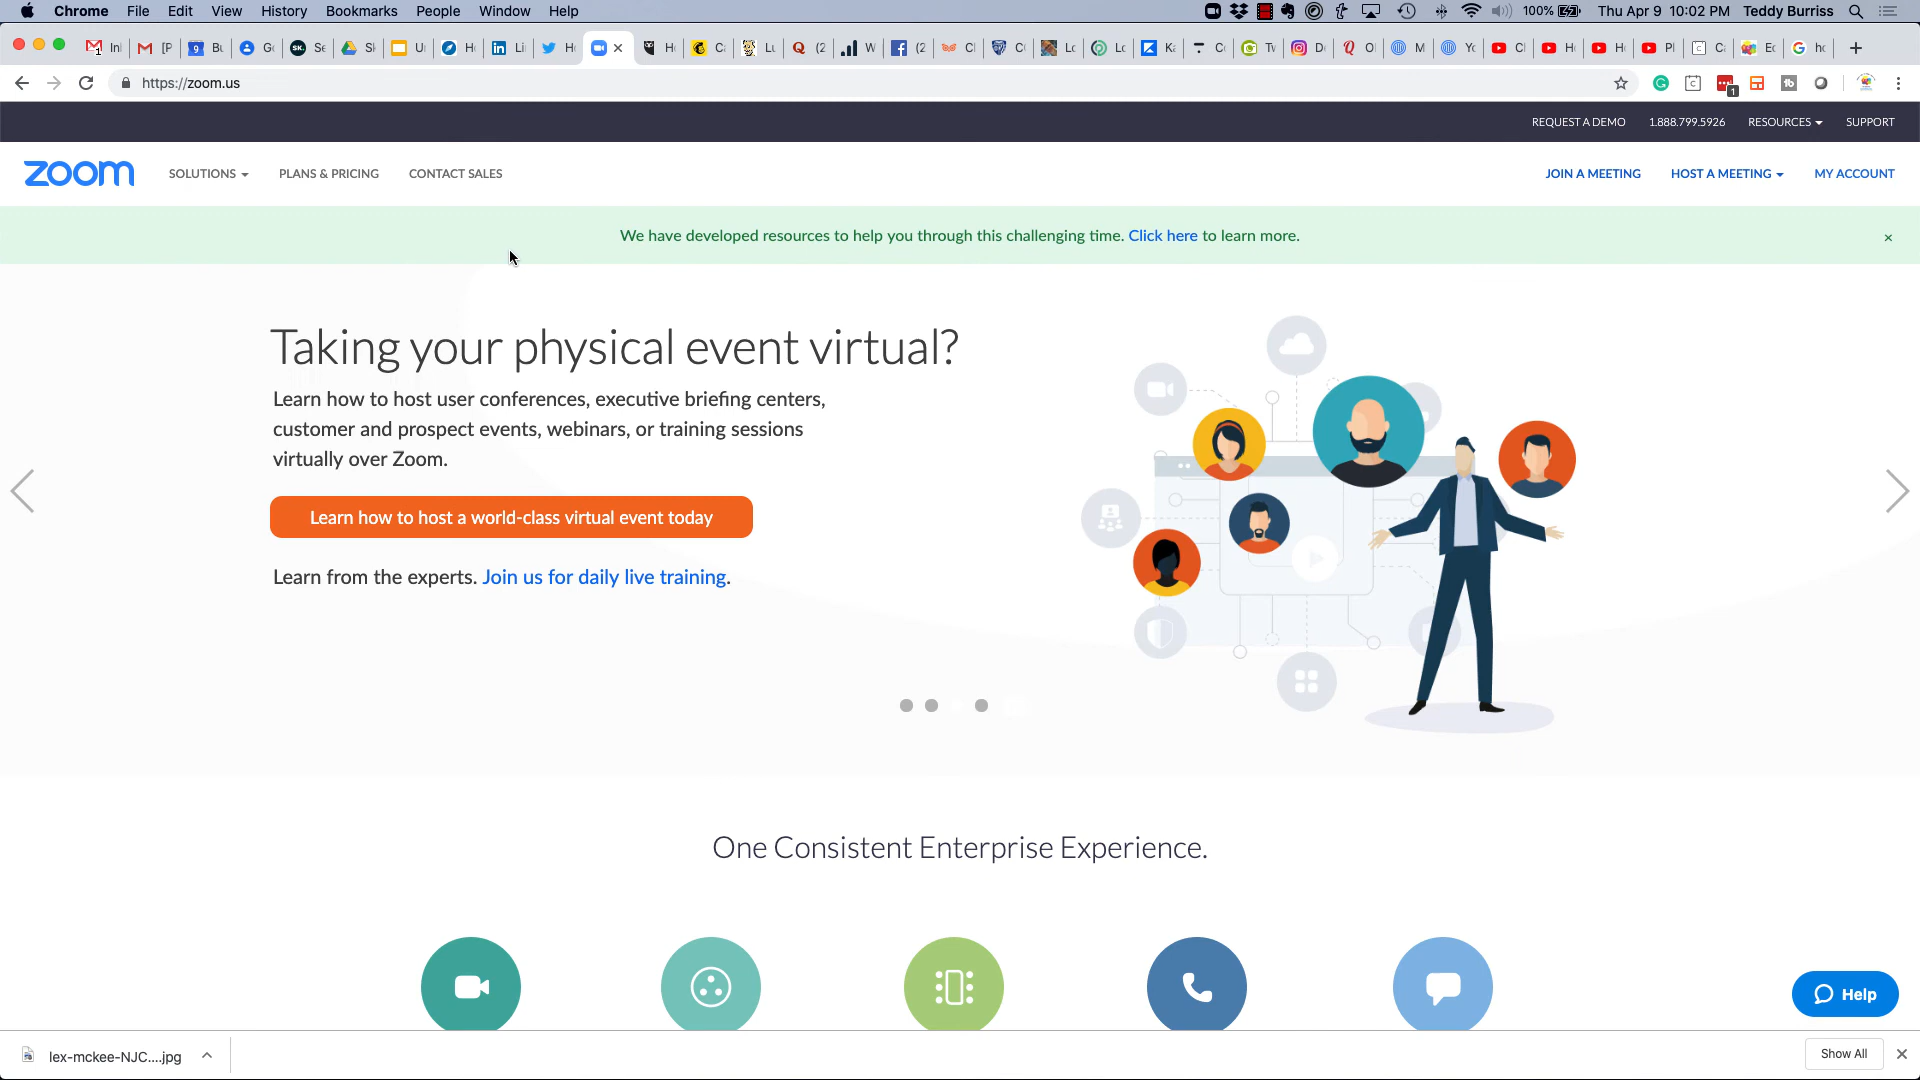 Chrome File Edit View History Bookmarks People Window Help 100% Thu Apr 9 10:02 PM Teddy Burriss
https://zoom.us
1
REQUEST A DEMO 1.888.799.5926 RESOURCES SUPPORT
zoom SOLUTIONS PLANS & PRICING CONTACT SALES JOIN A MEETING HOST A MEETING MY ACCOUNT
We have developed resources to help you through this challenging time. Click here to learn more. ×
Taking your physical event virtual?
Learn how to host user conferences, executive briefing centers,
customer and prospect events, webinars, or training sessions
virtually over Zoom.
Learn how to host a world-class virtual event today
Learn from the experts. Join us for daily live training.
One Consistent Enterprise Experience.
Help
lex-mckee-NJC....jpg Show All